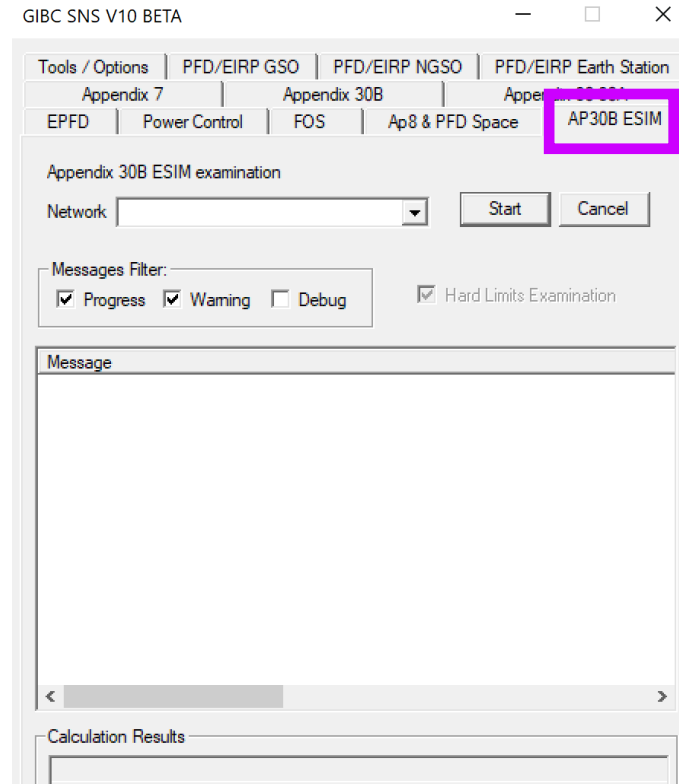 GIBC SNS V10 BETA
Tools / Options PFD/EIRP GSO PFD/EIRP NGSO PFD/EIRP Earth Station
Appendix 7 Appendix 30B
EPFD Power Control FOS Ap8 & PFD Space AP30B ESIM
Appendix 30B ESIM examination
Network Start Cancel
Messages Filter:
Progress Warning Debug Hard Limits Examination
Message
Calculation Results